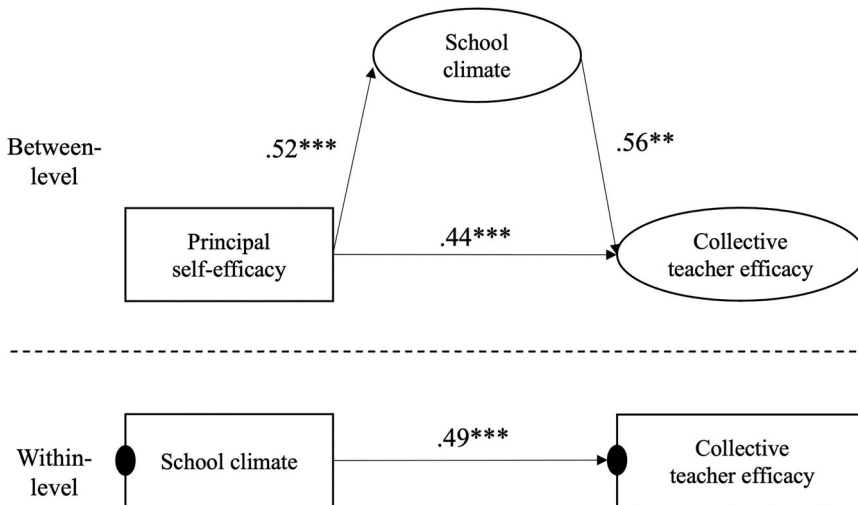 School
climate
Between-
level
.52***
.56**
Principal
self-efficacy
.44***
Collective
teacher efficacy
Within-
level
School climate
.49***
Collective
teacher efficacy